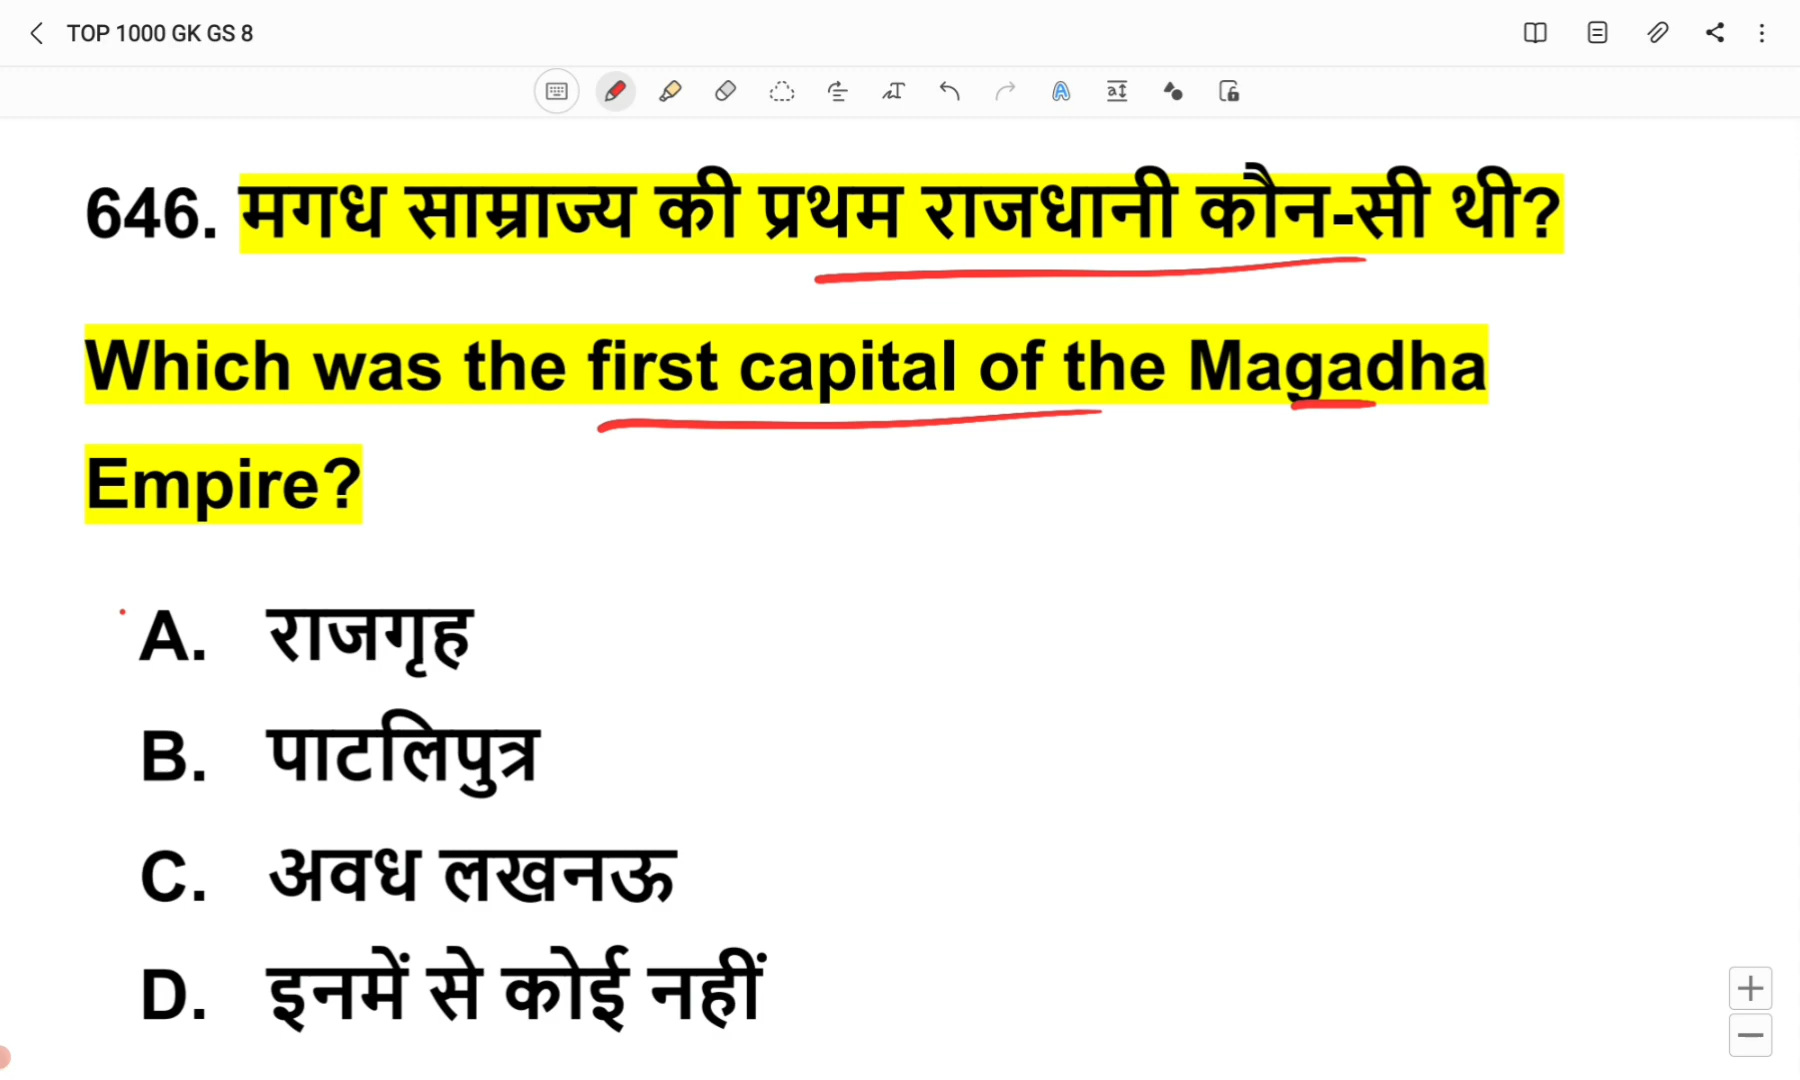 TOP 1000 GK GS 8
646. मगध साम्राज्य की प्रथम राजधानी कौन-सी थी?
Which was the first capital of the Magadha
Empire?
A. राजगृह
B. पाटलिपुत्र
C. अवध लखनऊ
D. इनमें से कोई नहीं